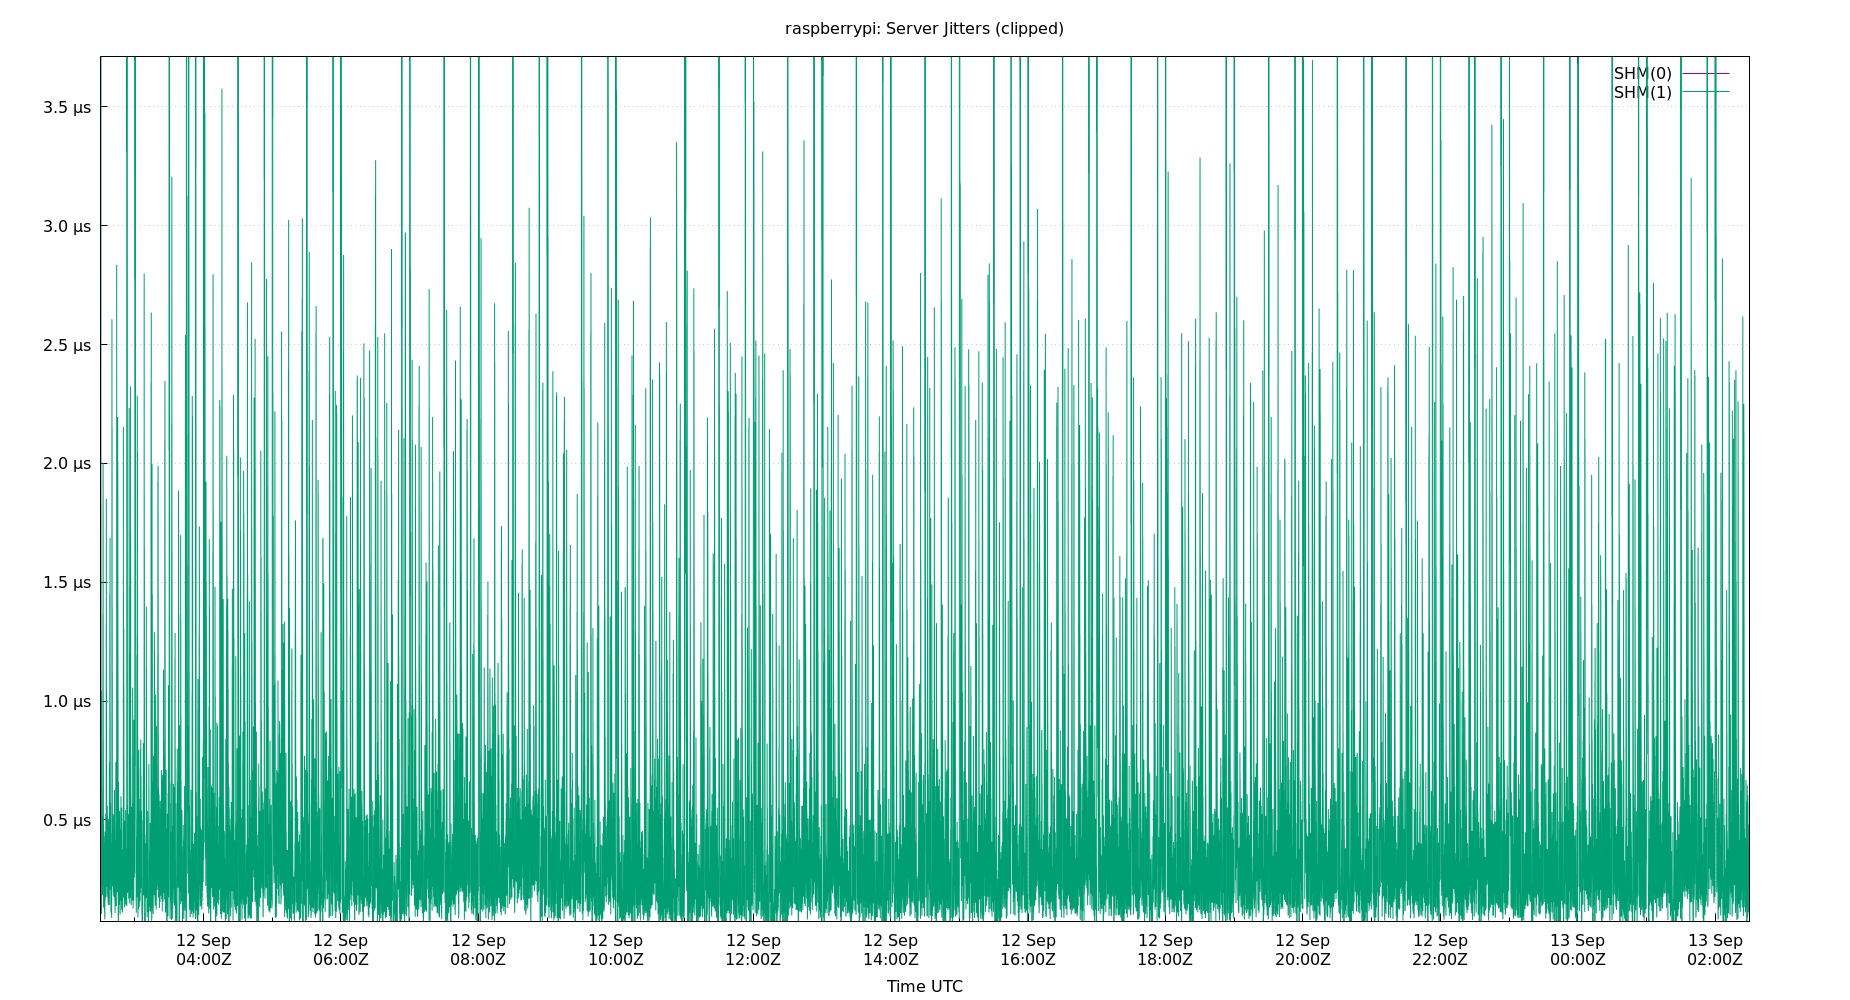 raspberrypi: Server Jitters (clipped)
SHM(0)
SHM(1)
3.5 µs
3.0 µs
2.5 µs
2.0 µs
1.5 µs
1.0 µs
0.5 µs
12 Sep 12 Sep 12 Sep 12 Sep 12 Sep 12 Sep 12 Sep 12 Sep 12 Sep 12 Sep 13 Sep 13 Sep
04:00Z 06:00Z 08:00Z 10:00Z 12:00Z 14:00Z 16:00Z 18:00Z 20:00Z 22:00Z 00:00Z 02:00Z
Time UTC